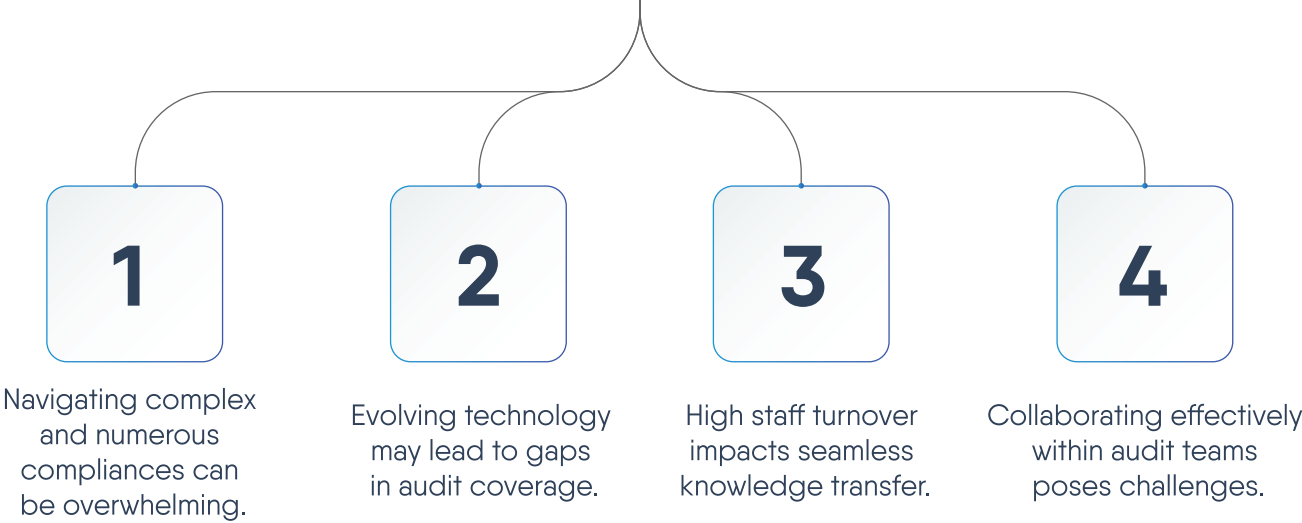 1
Navigating complex
and numerous
compliances can
be overwhelming.
2
Evolving technology
may lead to gaps
in audit coverage.
3
High staff turnover
impacts seamless
knowledge transfer.
4
Collaborating effectively
within audit teams
poses challenges.